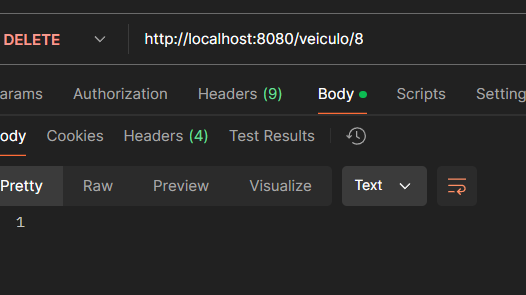 DELETE http://localhost:8080/veiculo/8
arams Authorization Headers (9) Body Scripts Setting
ody Cookies Headers (4) Test Results
Pretty Raw Preview Visualize Text
1